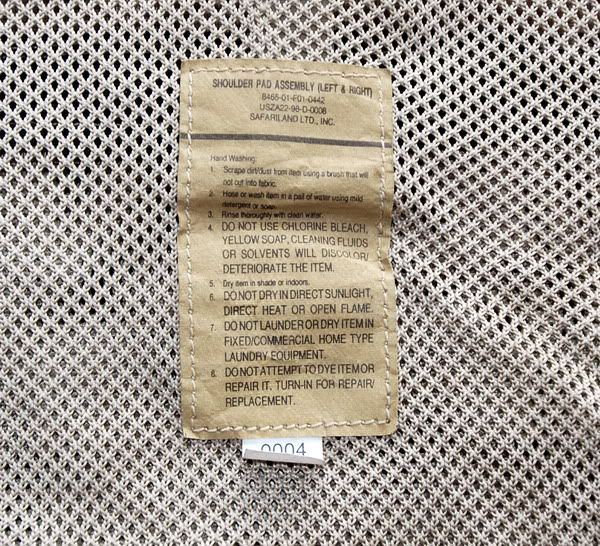 SHOULDER PAD ASSEMBLY (LEFT & RIGHT)
8465-01-F01-0442
USZA22-98-D-0008
SAFARILAND LTD., INC.
Hand Washing:
1. Scrape dirt/dust from item using a brush that will
not cut into fabric.
2. Hose or wash item in a pail of water using mild
detergent or soap.
3. Rinse thoroughly with clean water.
4. DO NOT USE CHLORINE BLEACH,
YELLOW SOAP, CLEANING FLUIDS
OR SOLVENTS WILL DISCOLOR/
DETERIORATE THE ITEM.
5. Dry item in shade or indoors.
6. DO NOT DRY IN DIRECT SUNLIGHT,
DIRECT HEAT OR OPEN FLAME.
7. DO NOT LAUNDER OR DRY ITEM IN
FIXED/COMMERCIAL HOME TYPE
LAUNDRY EQUIPMENT.
8. DO NOT ATTEMPT TO DYE ITEM OR
REPAIR IT. TURN-IN FOR REPAIR/
REPLACEMENT.
0004